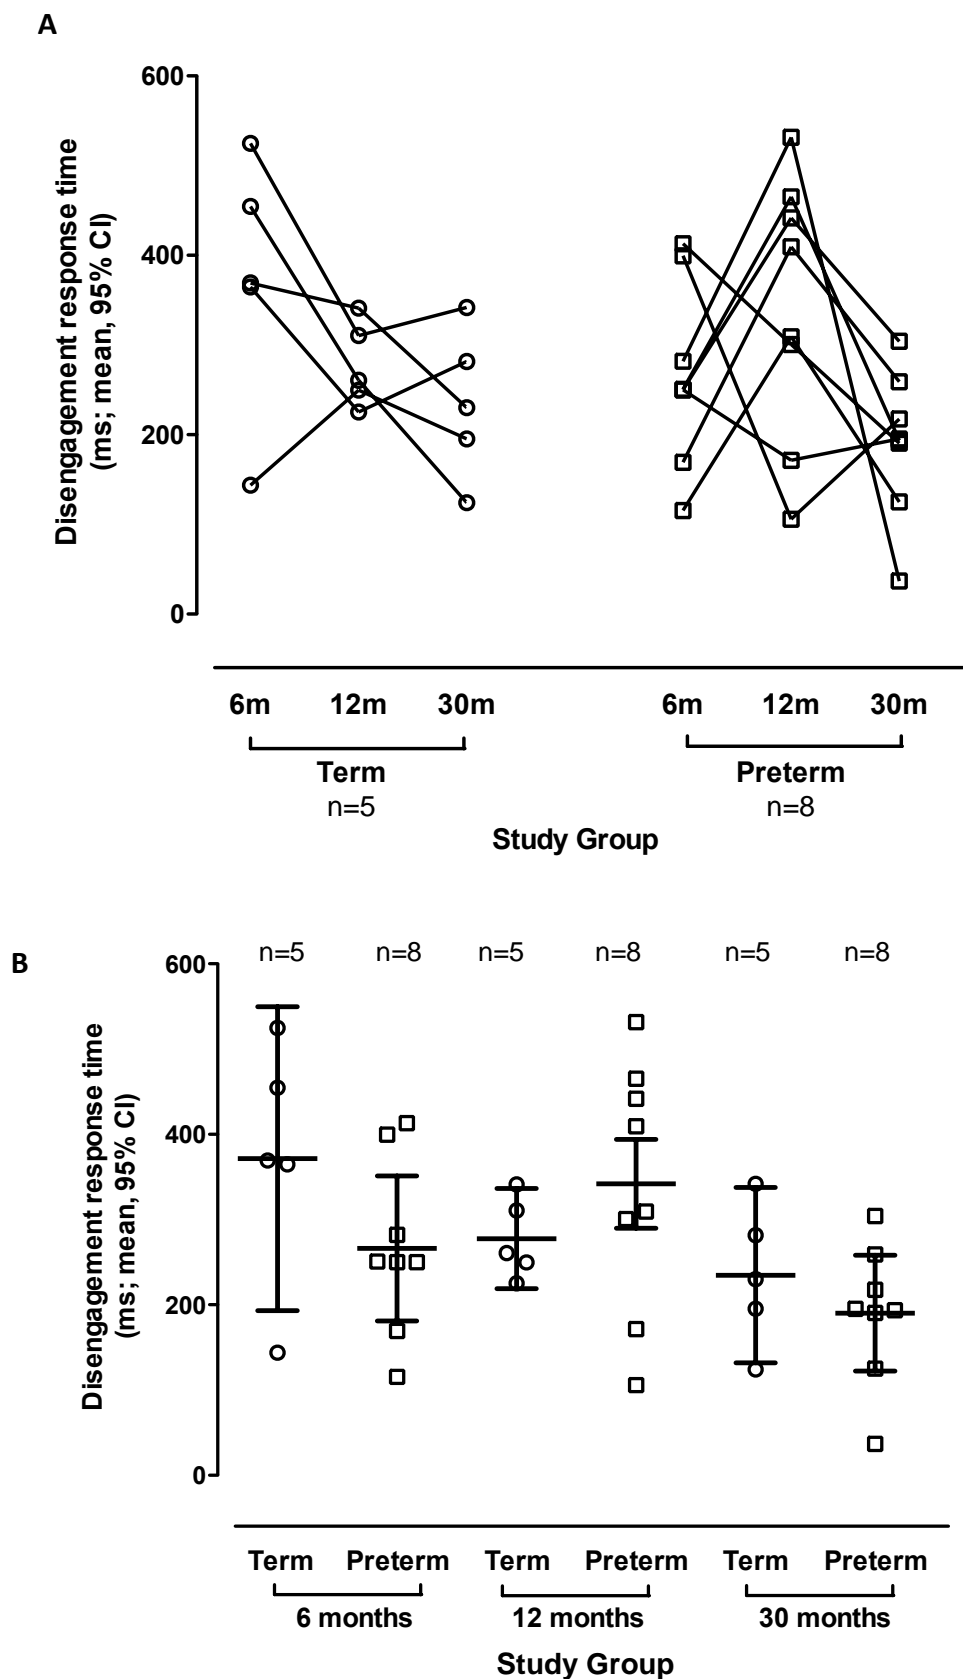 A
600
400
200
0
Disengagement response time
(ms; mean, 95% CI)
6m 12m 30m 6m 12m 30m
Term Preterm
n=5 n=8
Study Group
B
n=5 n=8 n=5 n=8 n=5 n=8
600
400
200
0
Disengagement response time
(ms; mean, 95% CI)
Term Preterm Term Preterm Term Preterm
6 months 12 months 30 months
Study Group